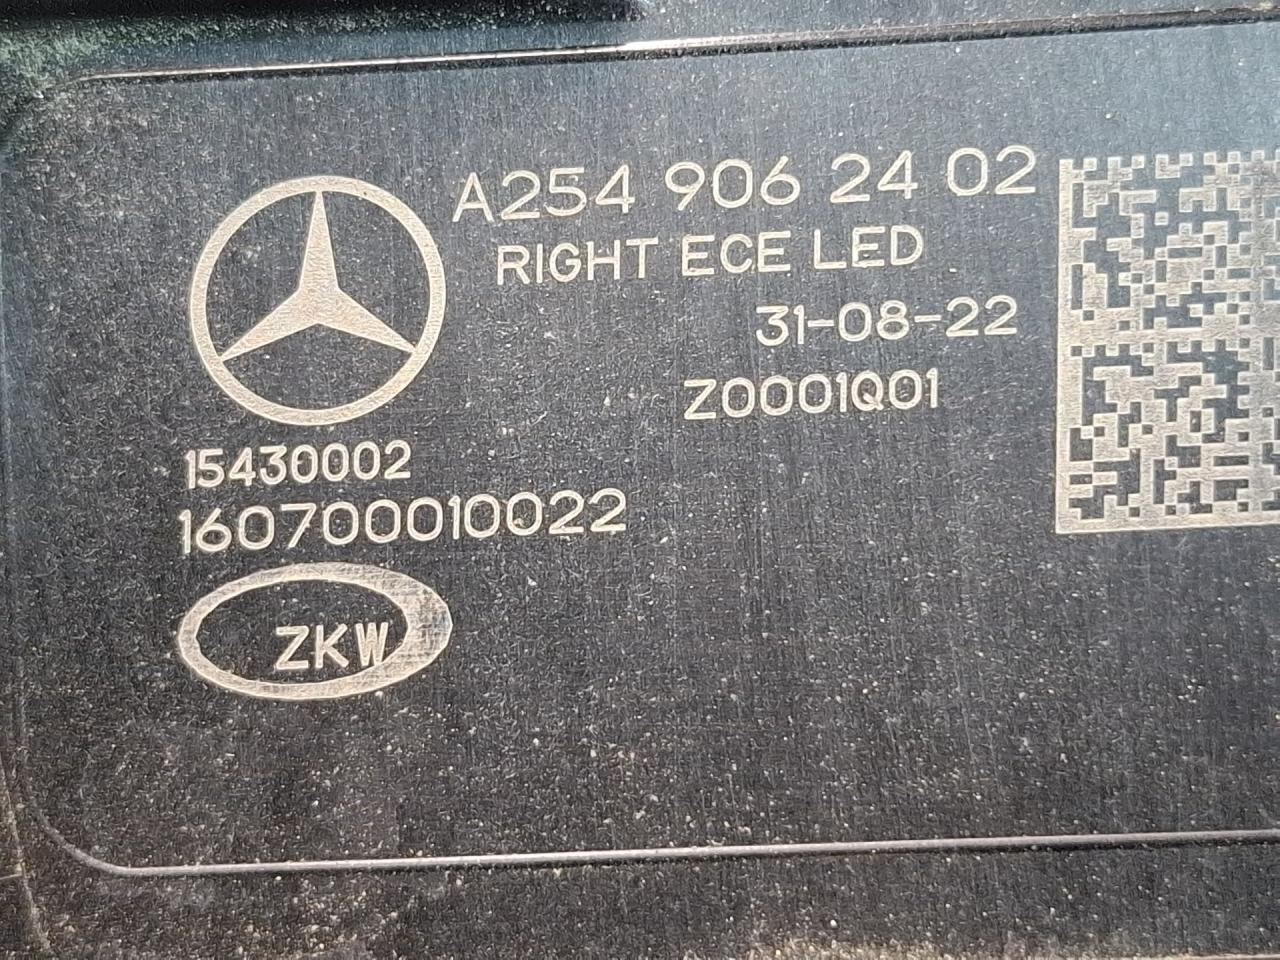 A254 906 24 02
RIGHT ECE LED
31-08-22
Z0001Q01
15430002
160700010022
ZKW